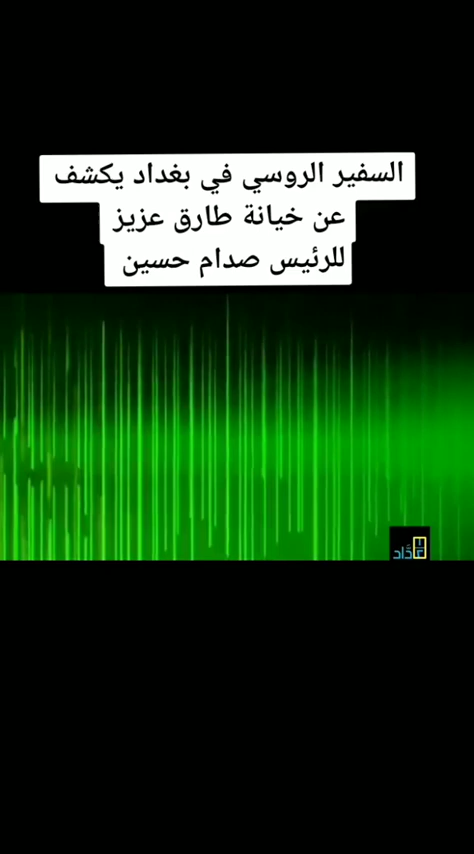 السفير الروسي في بغداد يكشف
عن خيانة طارق عزيز
للرئيس صدام حسين